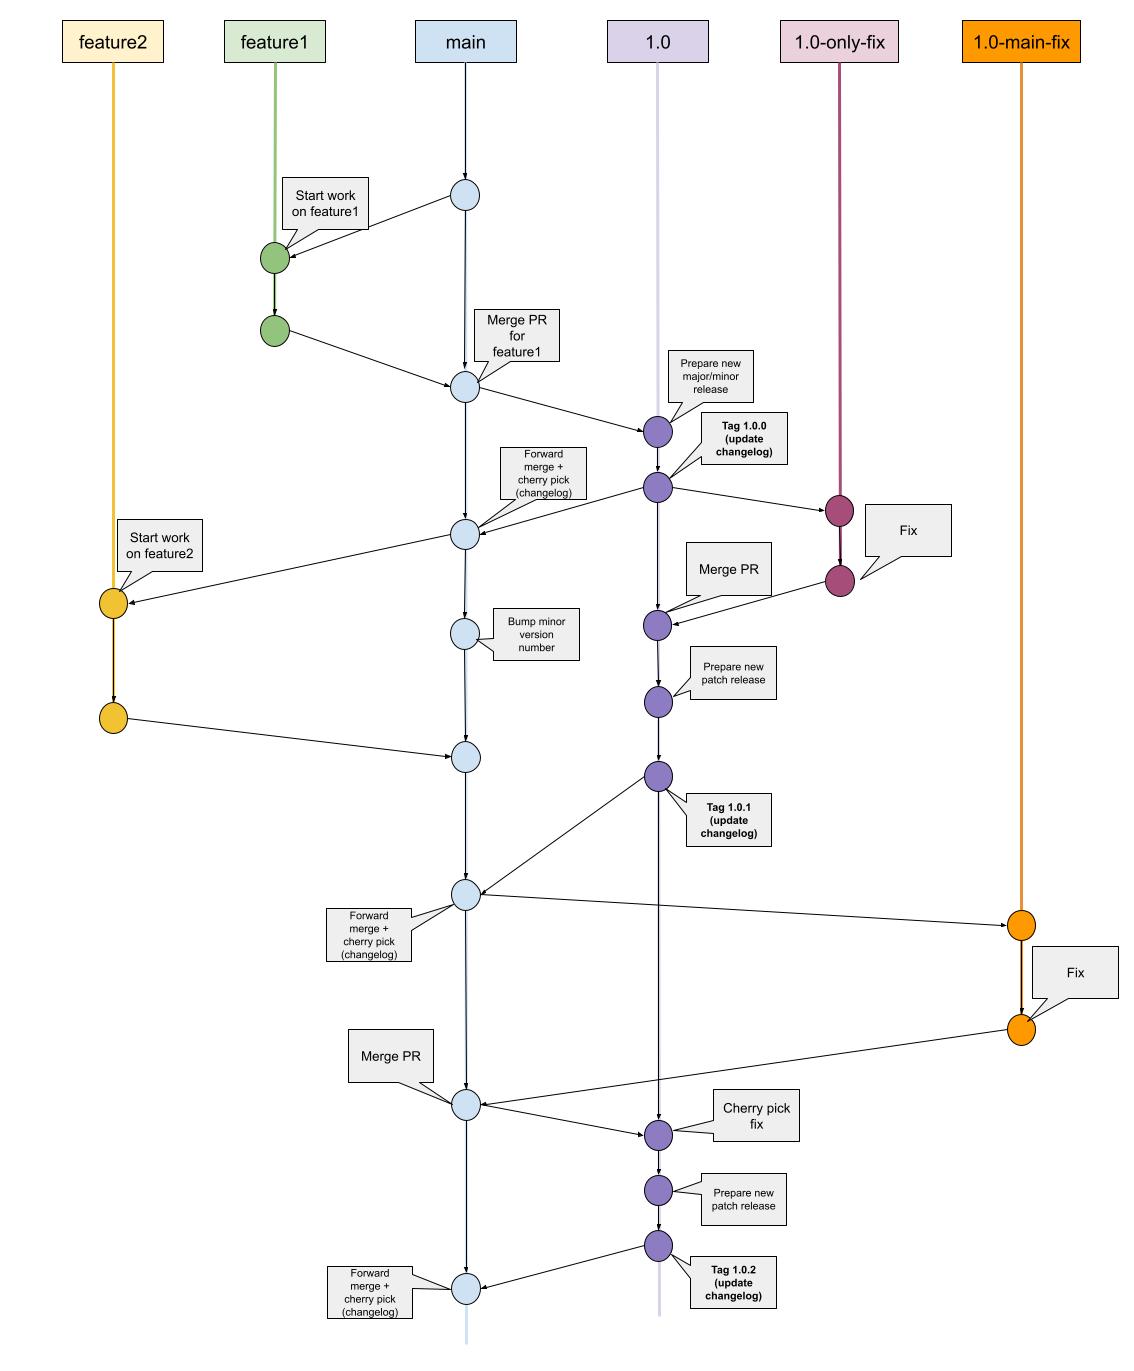 feature2
feature1
main
1.0
1.0-only-fix
1.0-main-fix
Start work
on feature1
Merge PR
for
feature1
Prepare new
major/minor
release
Tag 1.0.0
(update
changelog)
Forward
merge +
cherry pick
(changelog)
Fix
Start work
on feature2
Merge PR
Bump minor
version
number
Prepare new
patch release
Tag 1.0.1
(update
changelog)
Forward
merge +
cherry pick
(changelog)
Fix
Merge PR
Cherry pick
fix
Prepare new
patch release
Tag 1.0.2
(update
changelog)
Forward
merge +
cherry pick
(changelog)